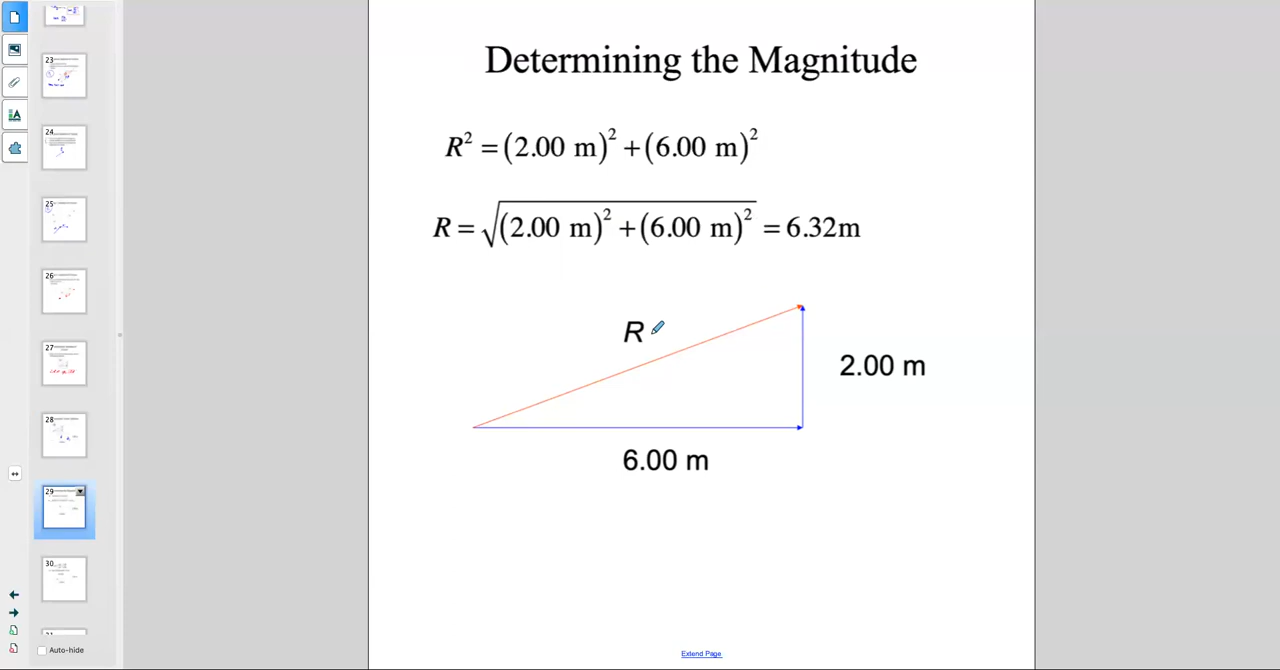 Determining the Magnitude
R² = (2.00 m)² + (6.00 m)²
R = √((2.00 m)² + (6.00 m)²) = 6.32m
R
2.00 m
6.00 m
Extend Page
23
24
25
26
27
28
29
30
Auto-hide